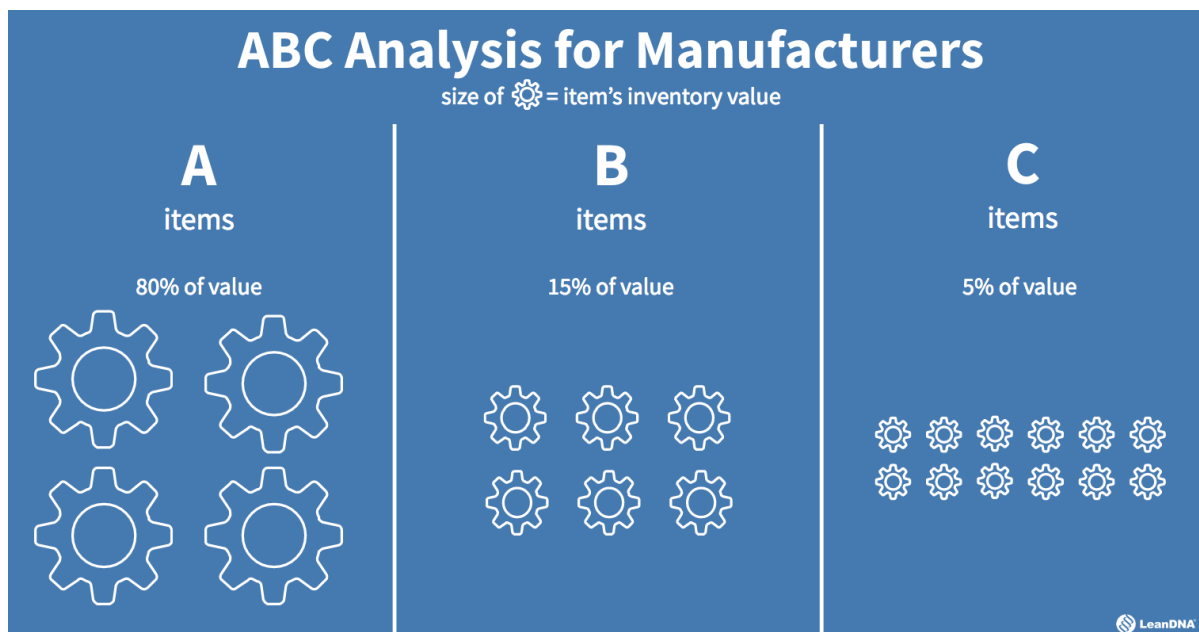 ABC Analysis for Manufacturers
size of = item's inventory value
A
items
80% of value
B
items
15% of value
C
items
5% of value
LeanDNA